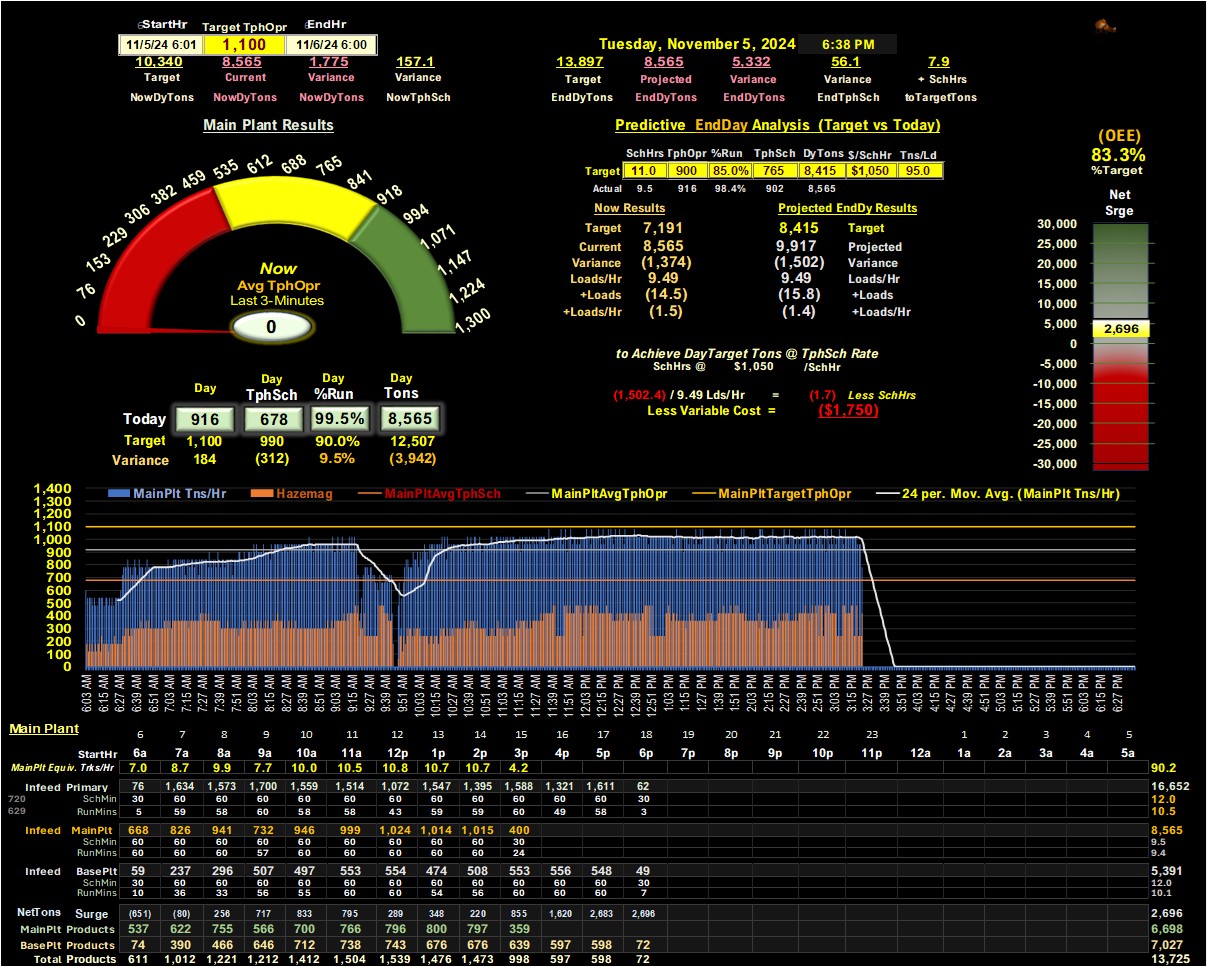 StartHr Target TphOpr EndHr
11/5/24 6:01 1,100 11/6/24 6:00
Tuesday, November 5, 2024 6:38 PM
10,340 8,565 1,775 157.1 13,897 8,565 5,332 56.1 7.9
Target Current Variance Variance Target Projected Variance Variance + SchHrs
NowDyTons NowDyTons NowDyTons NowTphSch EndDyTons EndDyTons EndDyTons EndTphSch toTargetTons
Main Plant Results
0 76 153 229 306 382 459 535 612 688 765 841 918 994 1,071 1,147 1,224 1,300
Now
Avg TphOpr
Last 3-Minutes
0
Day Day TphSch Day %Run Day Tons
Today 916 678 99.5% 8,565
Target 1,100 990 90.0% 12,507
Variance 184 (312) 9.5% (3,942)
Predictive EndDay Analysis (Target vs Today)
SchHrs TphOpr %Run TphSch DyTons $/SchHr Tns/Ld
Target 11.0 900 85.0% 765 8,415 $1,050 95.0
Actual 9.5 916 98.4% 902 8,565
Now Results Projected EndDy Results
Target 7,191 8,415 Target
Current 8,565 9,917 Projected
Variance (1,374) (1,502) Variance
Loads/Hr 9.49 9.49 Loads/Hr
+Loads (14.5) (15.8) +Loads
+Loads/Hr (1.5) (1.4) +Loads/Hr
to Achieve DayTarget Tons @ TphSch Rate
SchHrs @ $1,050 /SchHr
(1,502.4) / 9.49 Lds/Hr = (1.7) Less SchHrs
Less Variable Cost = ($1,750)
(OEE)
83.3%
%Target
Net
Srge
30,000
25,000
20,000
15,000
10,000
5,000
2,696
0
-5,000
-10,000
-15,000
-20,000
-25,000
-30,000
MainPlt Tns/Hr Hazemag MainPltAvgTphSch MainPltAvgTphOpr MainPltTargetTphOpr 24 per. Mov. Avg. (MainPlt Tns/Hr)
1,400
1,300
1,200
1,100
1,000
900
800
700
600
500
400
300
200
100
0
6:03 AM 6:15 AM 6:27 AM 6:39 AM 6:51 AM 7:03 AM 7:15 AM 7:27 AM 7:39 AM 7:51 AM 8:03 AM 8:15 AM 8:27 AM 8:39 AM 8:51 AM 9:03 AM 9:15 AM 9:27 AM 9:39 AM 9:51 AM 10:03 AM 10:15 AM 10:27 AM 10:39 AM 10:51 AM 11:03 AM 11:15 AM 11:27 AM 11:39 AM 11:51 AM 12:03 PM 12:15 PM 12:27 PM 12:39 PM 12:51 PM 1:03 PM 1:15 PM 1:27 PM 1:39 PM 1:51 PM 2:03 PM 2:15 PM 2:27 PM 2:39 PM 2:51 PM 3:03 PM 3:15 PM 3:27 PM 3:39 PM 3:51 PM 4:03 PM 4:15 PM 4:27 PM 4:39 PM 4:51 PM 5:03 PM 5:15 PM 5:27 PM 5:39 PM 5:51 PM 6:03 PM 6:15 PM 6:27 PM
Main Plant 6 7 8 9 10 11 12 13 14 15 16 17 18 19 20 21 22 23 1 2 3 4 5
StartHr 6a 7a 8a 9a 10a 11a 12p 1p 2p 3p 4p 5p 6p 7p 8p 9p 10p 11p 12a 1a 2a 3a 4a 5a
MainPlt Equiv. Trks/Hr 7.0 8.7 9.9 7.7 10.0 10.5 10.8 10.7 10.7 4.2 90.2
Infeed Primary 76 1,634 1,573 1,700 1,559 1,514 1,072 1,547 1,395 1,588 1,321 1,611 62 16,652
720 SchMin 30 60 60 60 60 60 60 60 60 60 60 60 30 12.0
629 RunMins 5 59 58 60 58 58 43 59 59 60 49 58 3 10.5
Infeed MainPlt 668 826 941 732 946 999 1,024 1,014 1,015 400 8,565
SchMin 60 60 60 60 60 60 60 60 60 30 9.5
RunMins 60 60 60 57 60 60 60 60 60 24 9.4
Infeed BasePlt 59 237 296 507 497 553 554 474 508 553 556 548 49 5,391
SchMin 30 60 60 60 60 60 60 60 60 60 60 60 30 12.0
RunMins 10 36 33 56 55 60 60 54 56 60 60 60 7 10.1
NetTons Surge (651) (80) 256 717 833 795 289 348 220 855 1,620 2,683 2,696 2,696
MainPlt Products 537 622 755 566 700 766 796 800 797 359 6,698
BasePlt Products 74 390 466 646 712 738 743 676 676 639 597 598 72 7,027
Total Products 611 1,012 1,221 1,212 1,412 1,504 1,539 1,476 1,473 998 597 598 72 13,725